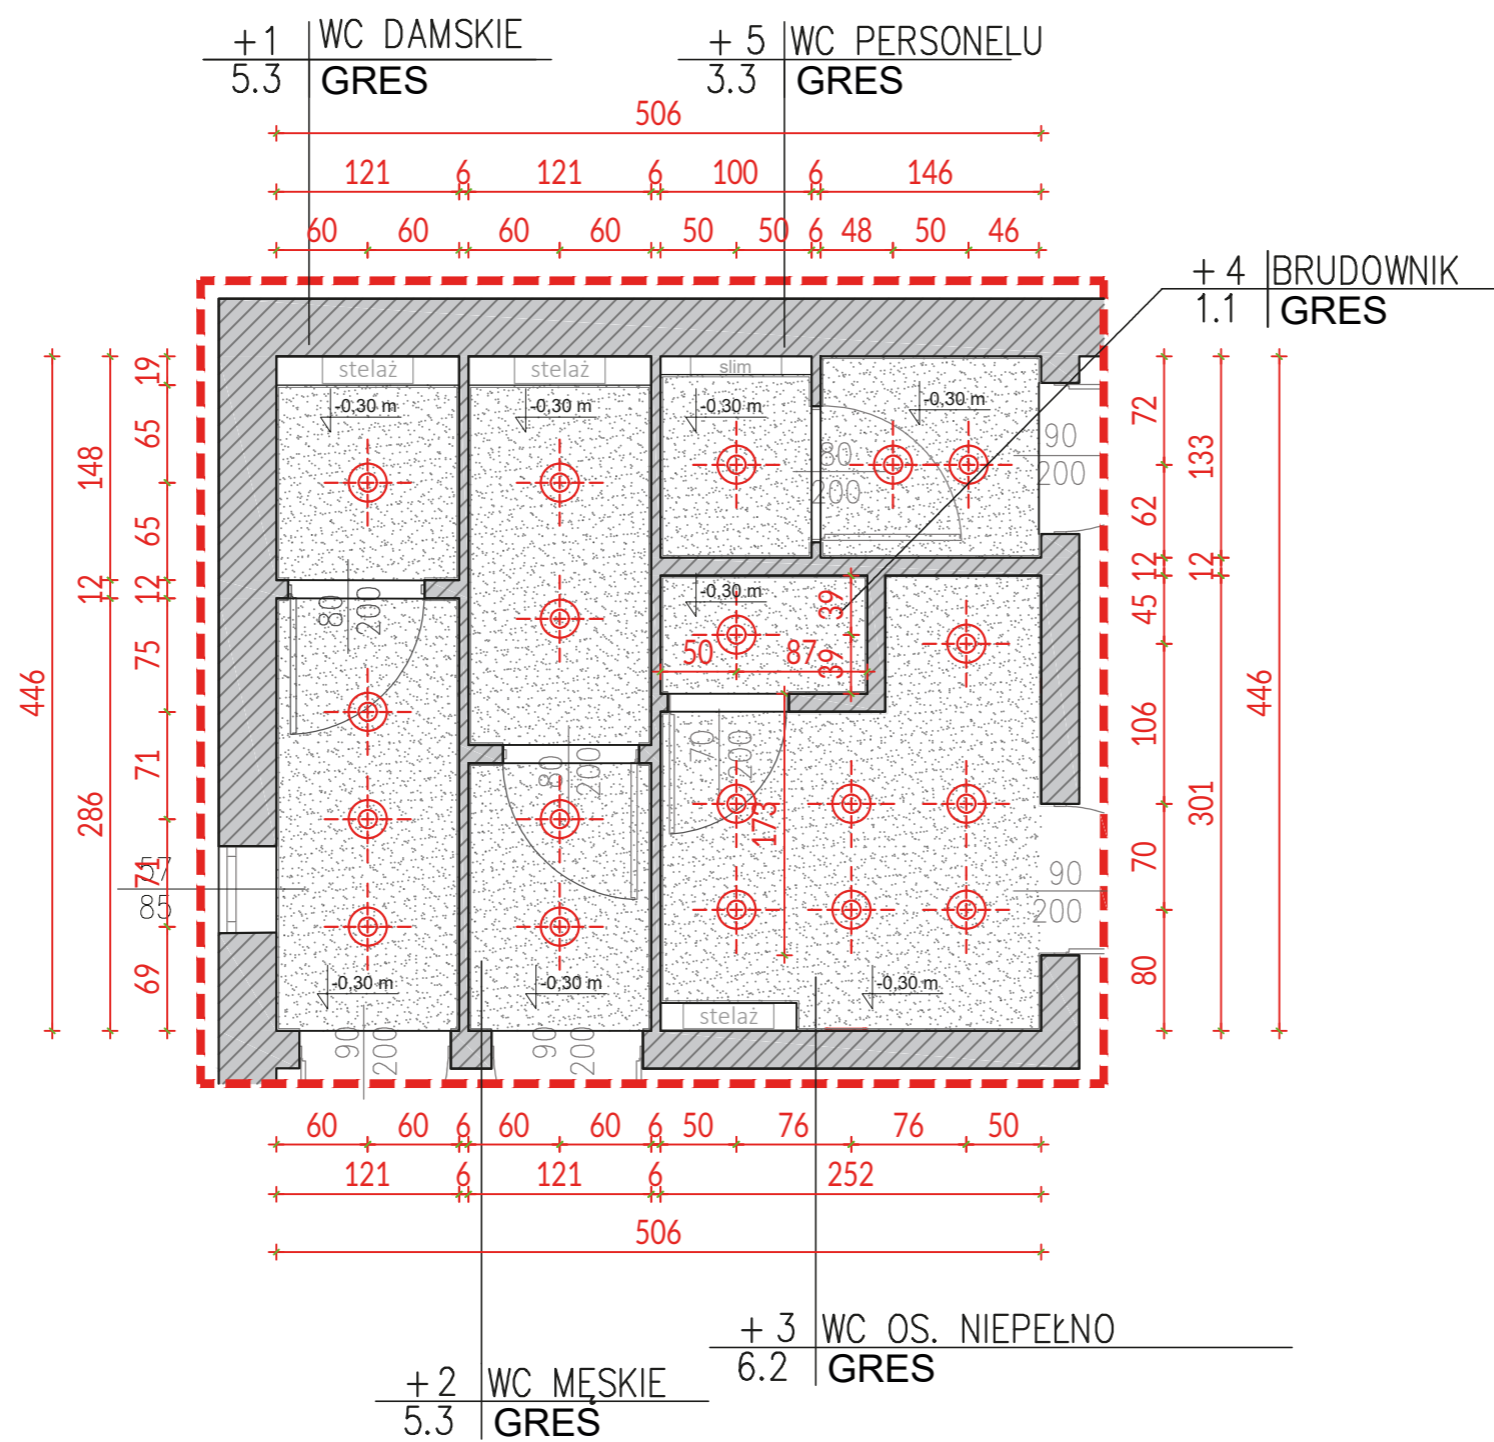 +1 WC DAMSKIE
5.3 GRES
+5 WC PERSONELU
3.3 GRES
506
121 6 121 6 100 6 146
60 60 60 60 50 50 6 48 50 46
+4 BRUDOWNIK
1.1 GRES
stelaż stelaż slim
-0,30 m -0,30 m -0,30 m -0,30 m
19
65
65
12
75
71
71
69
148
12
286
446
80
200
90
200
72
62
12
45
106
70
80
133
12
301
446
-0,30 m
39
39
50 87
80
200
80
200
70
200
173
57
85
90
200
-0,30 m -0,30 m -0,30 m
stelaż
90
200
90
200
60 60 6 60 60 6 50 76 76 50
121 6 121 6 252
506
+3 WC OS. NIEPEŁNO
6.2 GRES
+2 WC MĘSKIE
5.3 GRES